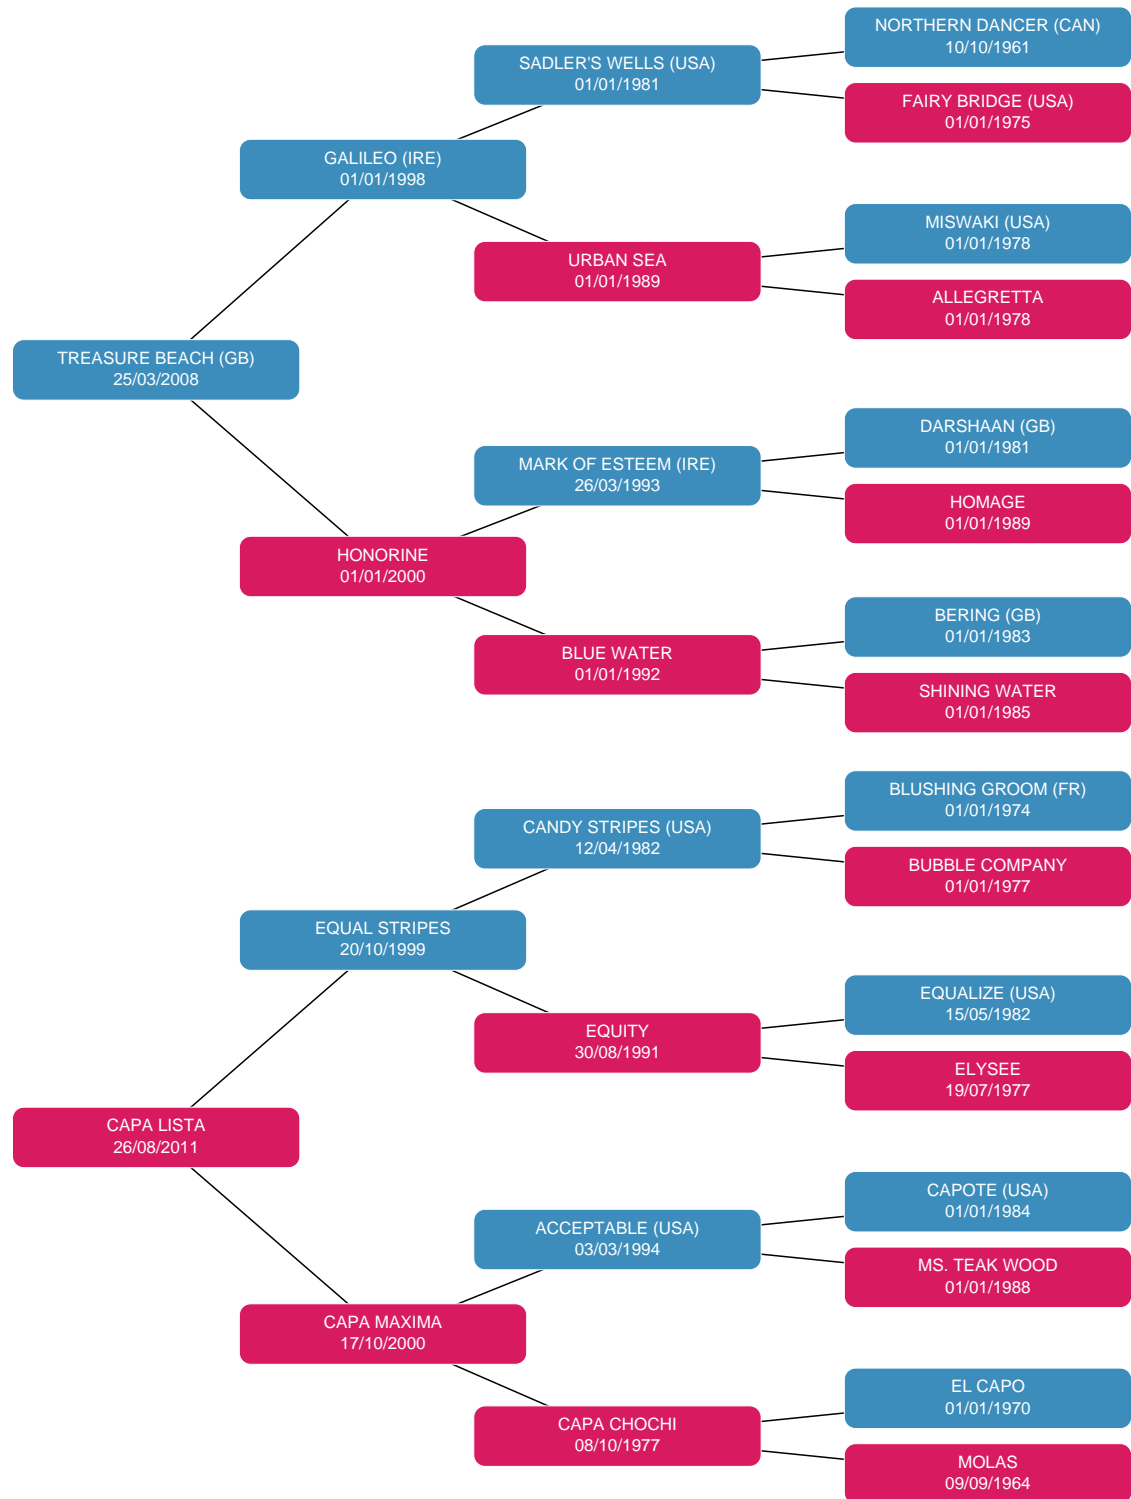 NORTHERN DANCER (CAN)
10/10/1961
SADLER'S WELLS (USA)
01/01/1981
FAIRY BRIDGE (USA)
01/01/1975
GALILEO (IRE)
01/01/1998
MISWAKI (USA)
01/01/1978
URBAN SEA
01/01/1989
ALLEGRETTA
01/01/1978
TREASURE BEACH (GB)
25/03/2008
DARSHAAN (GB)
01/01/1981
MARK OF ESTEEM (IRE)
26/03/1993
HOMAGE
01/01/1989
HONORINE
01/01/2000
BERING (GB)
01/01/1983
BLUE WATER
01/01/1992
SHINING WATER
01/01/1985
BLUSHING GROOM (FR)
01/01/1974
CANDY STRIPES (USA)
12/04/1982
BUBBLE COMPANY
01/01/1977
EQUAL STRIPES
20/10/1999
EQUALIZE (USA)
15/05/1982
EQUITY
30/08/1991
ELYSEE
19/07/1977
CAPA LISTA
26/08/2011
CAPOTE (USA)
01/01/1984
ACCEPTABLE (USA)
03/03/1994
MS. TEAK WOOD
01/01/1988
CAPA MAXIMA
17/10/2000
EL CAPO
01/01/1970
CAPA CHOCHI
08/10/1977
MOLAS
09/09/1964